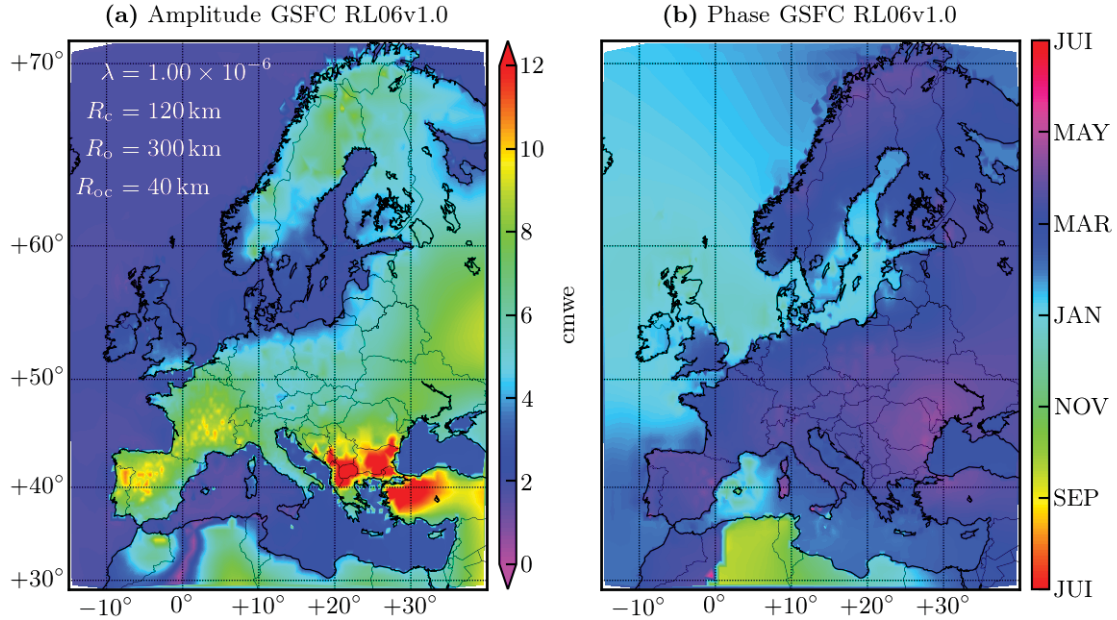 (a) Amplitude GSFC RL06v1.0
(b) Phase GSFC RL06v1.0
λ = 1.00 × 10⁻⁶
R_c = 120 km
R_o = 300 km
R_oc = 40 km
+70°
+60°
+50°
+40°
+30°
−10° 0° +10° +20° +30°
12
10
8
6
4
2
0
cmwe
−10° 0° +10° +20° +30°
JUI
MAY
MAR
JAN
NOV
SEP
JUI